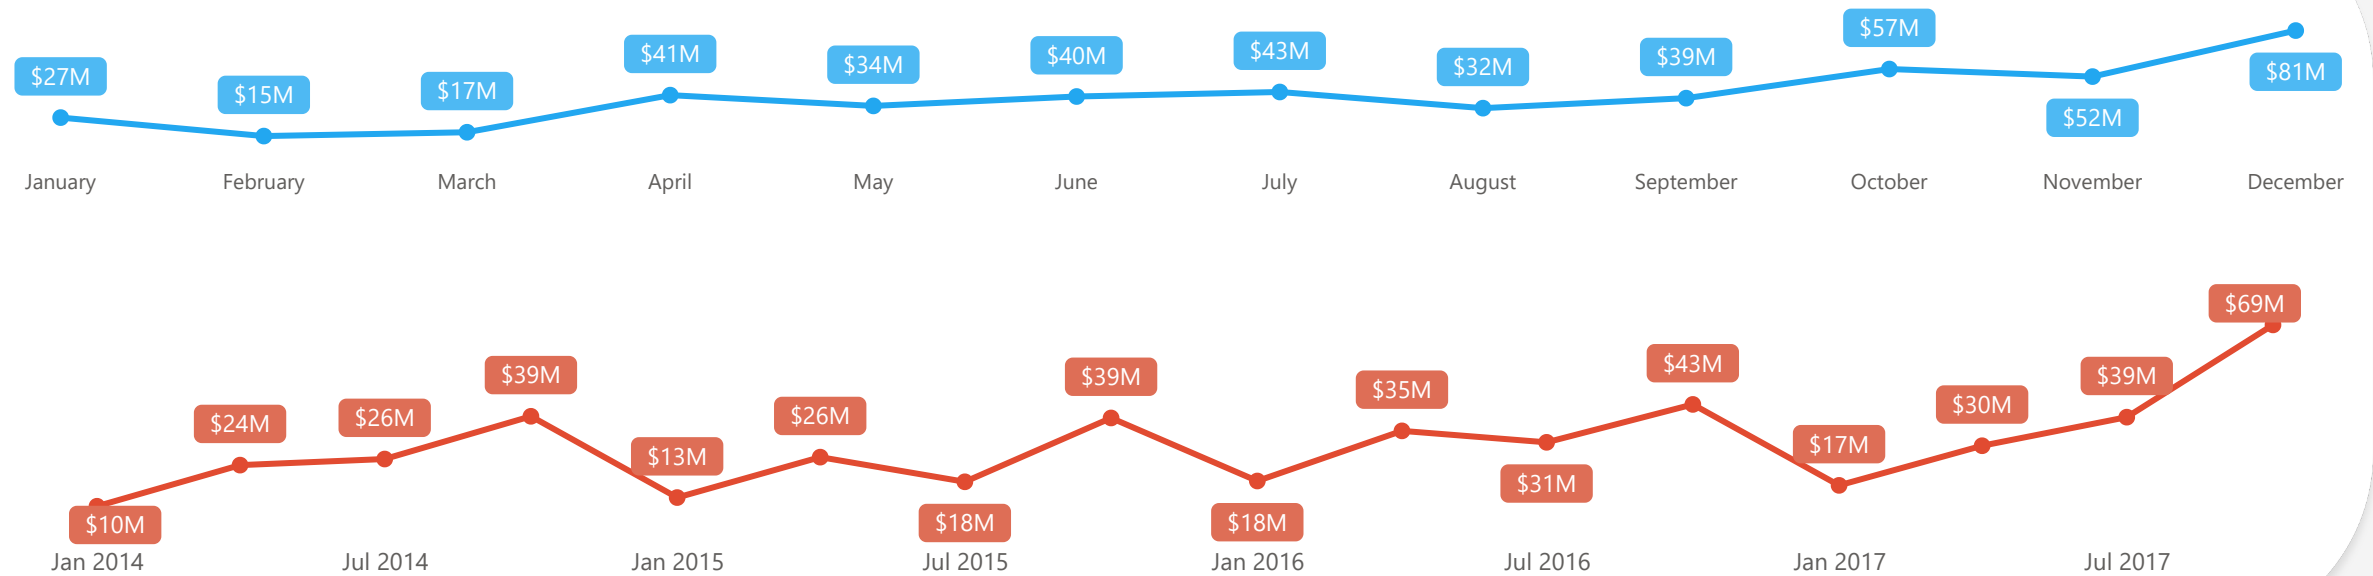 $27M
$15M
$17M
$41M
$34M
$40M
$43M
$32M
$39M
$57M
$52M
$81M
January February March April May June July August September October November December
$10M
$24M
$26M
$39M
$13M
$26M
$18M
$39M
$18M
$35M
$31M
$43M
$17M
$30M
$39M
$69M
Jan 2014 Jul 2014 Jan 2015 Jul 2015 Jan 2016 Jul 2016 Jan 2017 Jul 2017